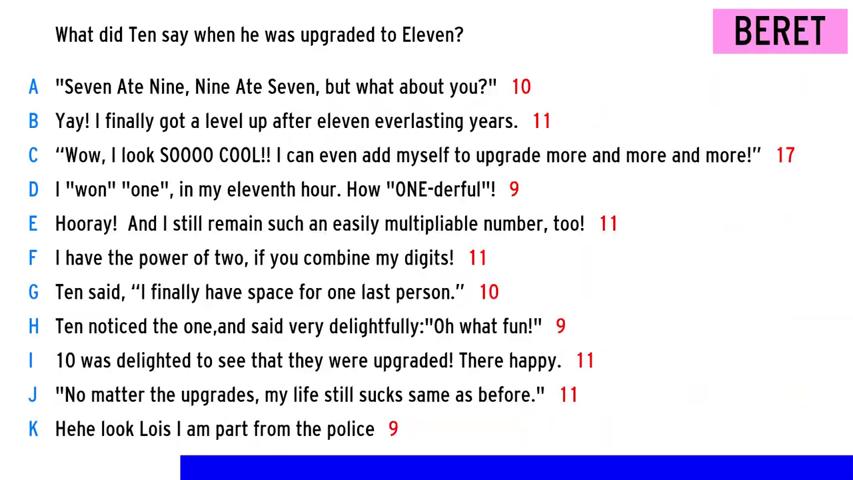 What did Ten say when he was upgraded to Eleven?
BERET
A "Seven Ate Nine, Nine Ate Seven, but what about you?" 10
B Yay! I finally got a level up after eleven everlasting years. 11
C “Wow, I look SOOOO COOL!! I can even add myself to upgrade more and more and more!” 17
D I "won" "one", in my eleventh hour. How "ONE-derful"! 9
E Hooray!  And I still remain such an easily multipliable number, too! 11
F I have the power of two, if you combine my digits! 11
G Ten said, “I finally have space for one last person.” 10
H Ten noticed the one,and said very delightfully:"Oh what fun!" 9
I 10 was delighted to see that they were upgraded! There happy. 11
J "No matter the upgrades, my life still sucks same as before." 11
K Hehe look Lois I am part from the police 9